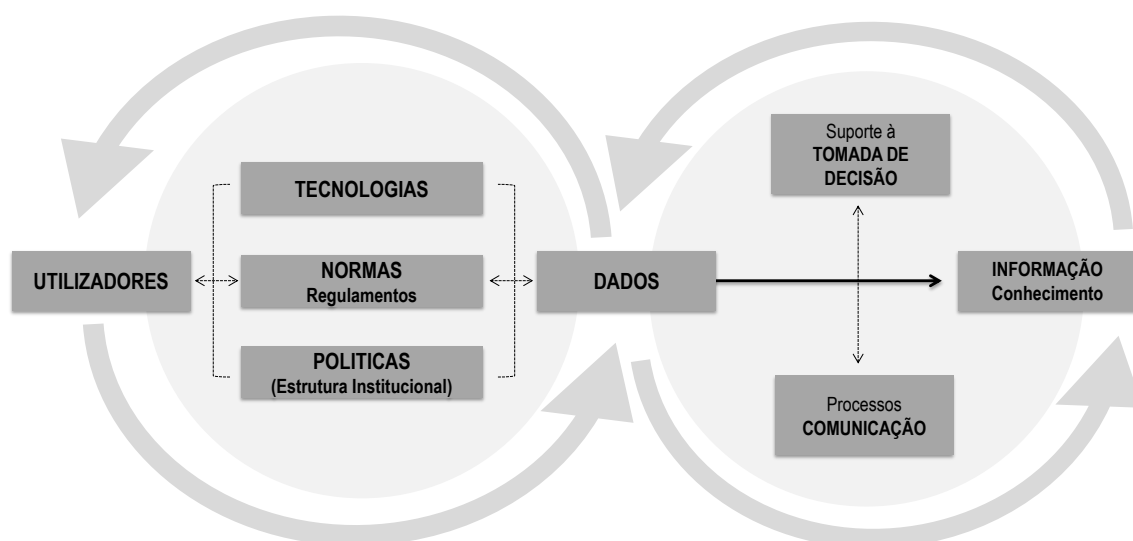 UTILIZADORES
TECNOLOGIAS
NORMAS
Regulamentos
POLITICAS
(Estrutura Institucional)
DADOS
Suporte à
TOMADA DE
DECISÃO
Processos
COMUNICAÇÃO
INFORMAÇÃO
Conhecimento